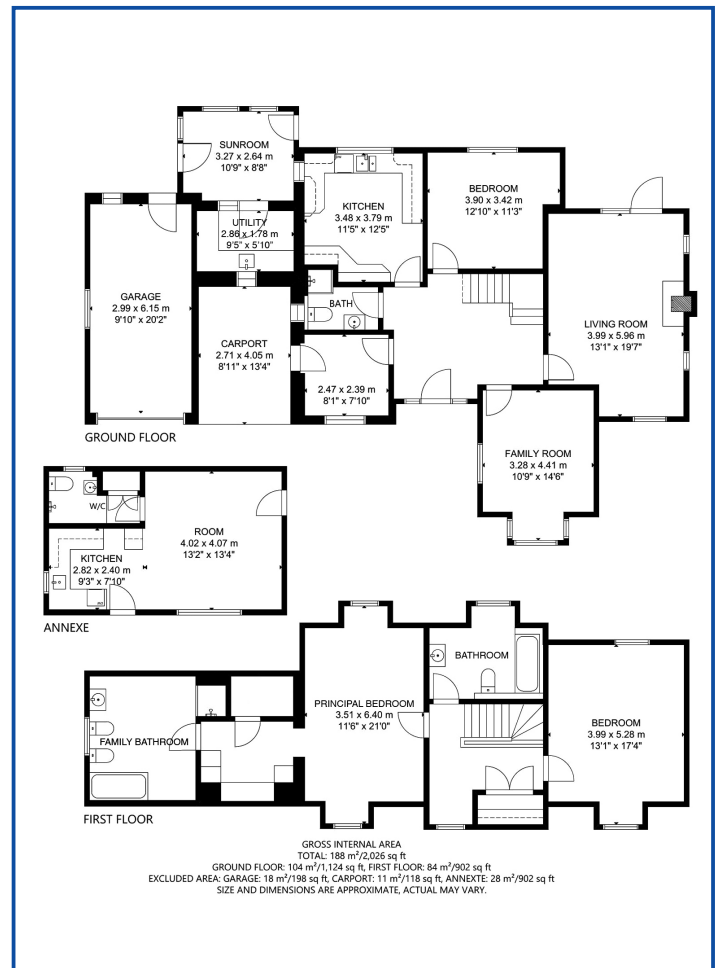 SUNROOM
3.27 x 2.64 m
10'9" x 8'8"
KITCHEN
3.48 x 3.79 m
11'5" x 12'5"
BEDROOM
3.90 x 3.42 m
12'10" x 11'3"
UTILITY
2.86 x 1.78 m
9'5" x 5'10"
GARAGE
2.99 x 6.15 m
9'10" x 20'2"
CARPORT
2.71 x 4.05 m
8'11" x 13'4"
BATH
LIVING ROOM
3.99 x 5.96 m
13'1" x 19'7"
2.47 x 2.39 m
8'1" x 7'10"
FAMILY ROOM
3.28 x 4.41 m
10'9" x 14'6"
GROUND FLOOR
W/C
ROOM
4.02 x 4.07 m
13'2" x 13'4"
KITCHEN
2.82 x 2.40 m
9'3" x 7'10"
ANNEXE
BATHROOM
PRINCIPAL BEDROOM
3.51 x 6.40 m
11'6" x 21'0"
BEDROOM
3.99 x 5.28 m
13'1" x 17'4"
FAMILY BATHROOM
FIRST FLOOR
GROSS INTERNAL AREA
TOTAL: 188 m²/2,026 sq ft
GROUND FLOOR: 104 m²/1,124 sq ft, FIRST FLOOR: 84 m²/902 sq ft
EXCLUDED AREA: GARAGE: 18 m²/198 sq ft, CARPORT: 11 m²/118 sq ft, ANNEXTE: 28 m²/902 sq ft
SIZE AND DIMENSIONS ARE APPROXIMATE, ACTUAL MAY VARY.